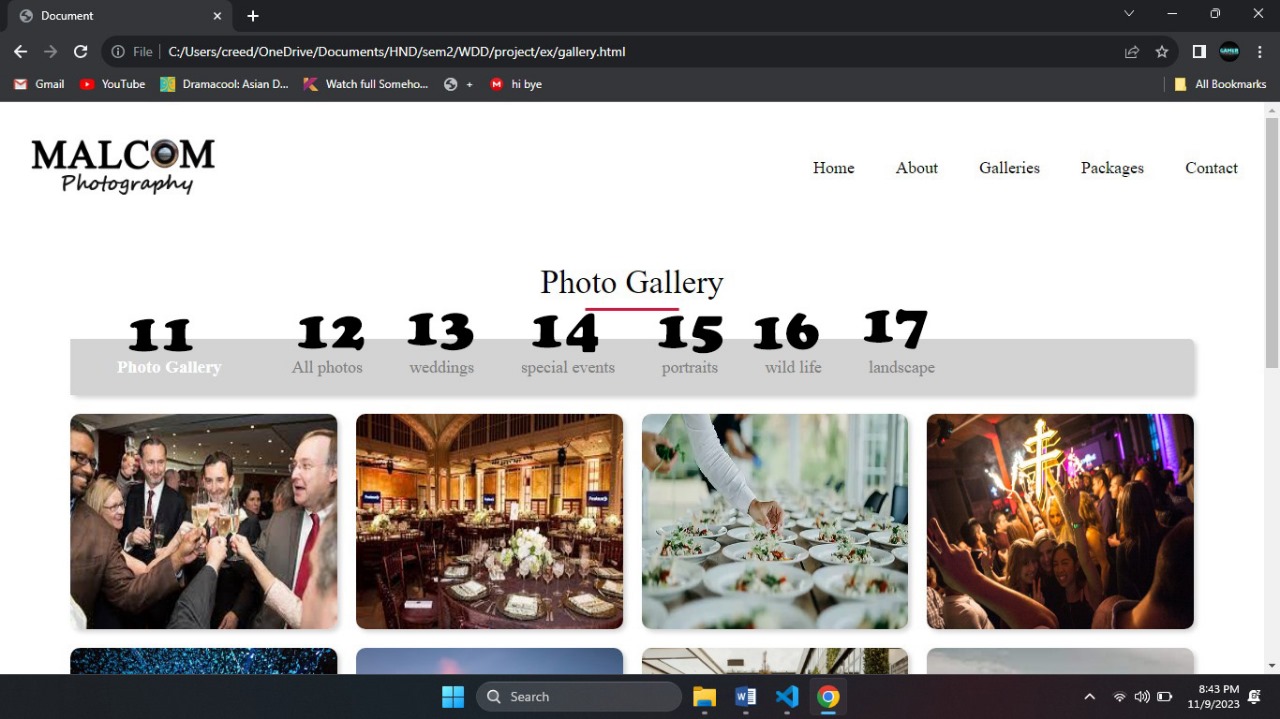 Document
File C:/Users/creed/OneDrive/Documents/HND/sem2/WDD/project/ex/gallery.html
Gmail YouTube Dramacool: Asian D... Watch full Someho... + hi bye All Bookmarks
MALCOM
Photography
Home About Galleries Packages Contact
Photo Gallery
11 12 13 14 15 16 17
Photo Gallery All photos weddings special events portraits wild life landscape
Search
8:43 PM
11/9/2023